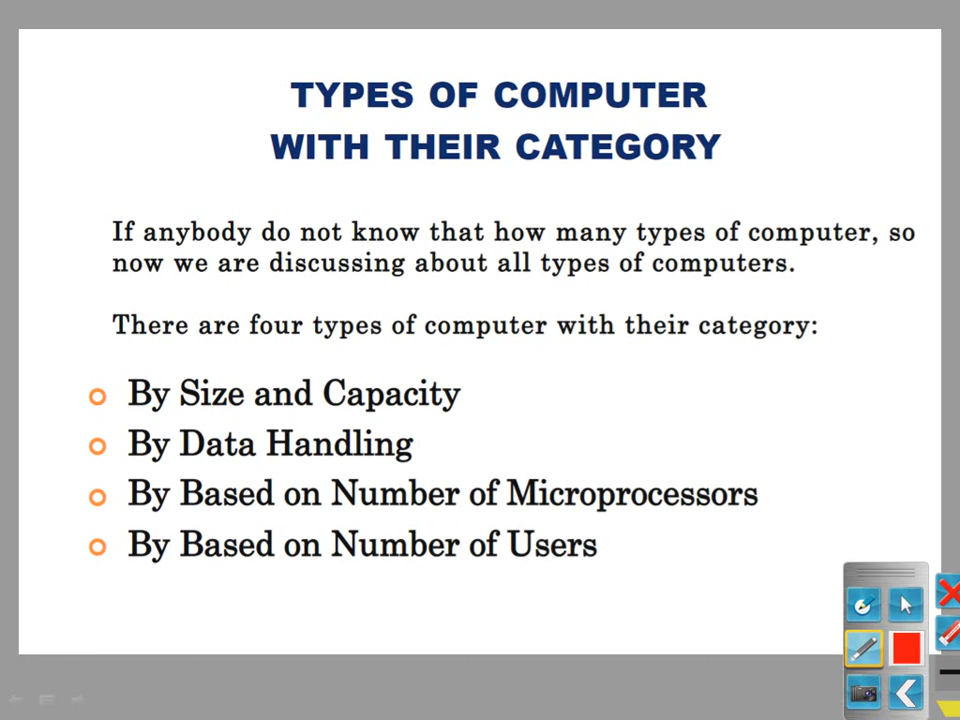 TYPES OF COMPUTER
WITH THEIR CATEGORY
If anybody do not know that how many types of computer, so
now we are discussing about all types of computers.
There are four types of computer with their category:
By Size and Capacity
By Data Handling
By Based on Number of Microprocessors
By Based on Number of Users